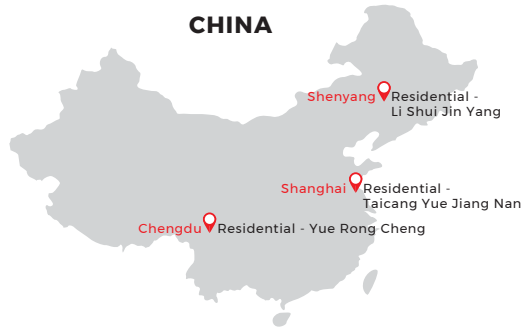 CHINA
Shenyang
Residential -
Li Shui Jin Yang
Shanghai
Residential -
Taicang Yue Jiang Nan
Chengdu
Residential - Yue Rong Cheng